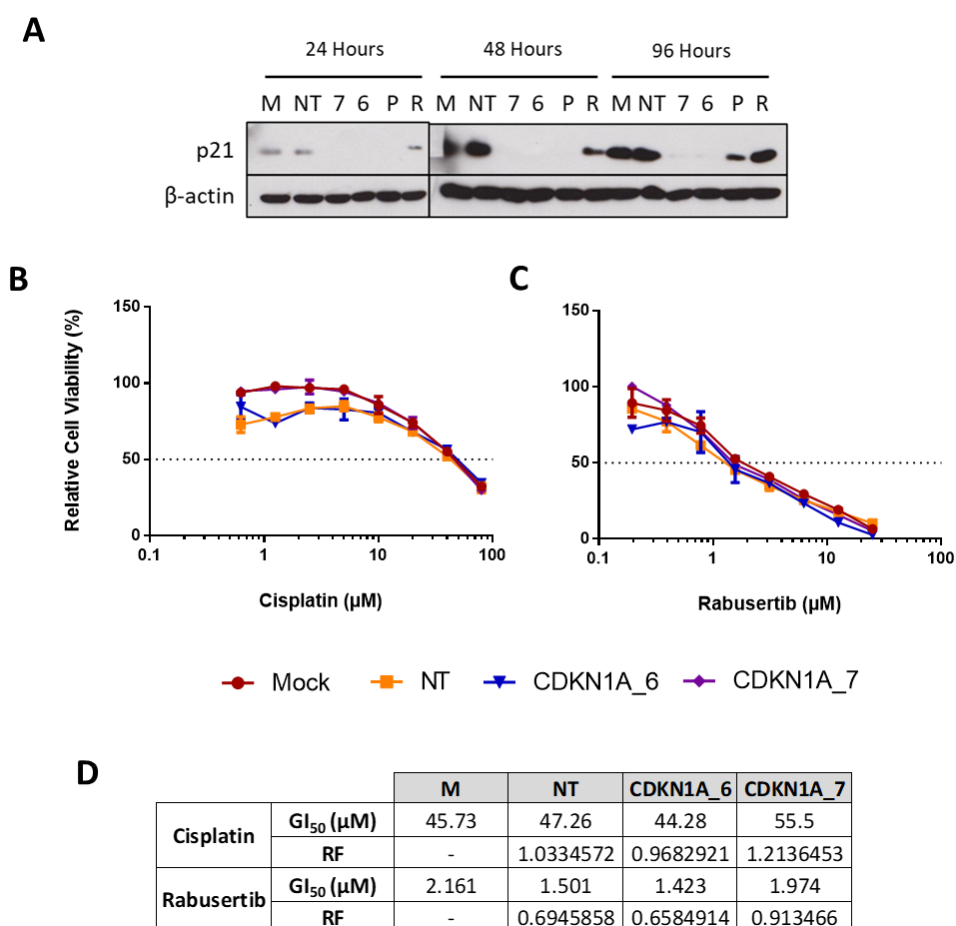 A
24 Hours 48 Hours 96 Hours
M NT 7 6 P R M NT 7 6 P R M NT 7 6 P R
p21
β-actin
B
C
Relative Cell Viability (%)
150
100
50
0
0.1 1 10 100
Cisplatin (µM)
150
100
50
0
0.1 1 10 100
Rabusertib (µM)
Mock NT CDKN1A_6 CDKN1A_7
D
M NT CDKN1A_6 CDKN1A_7
Cisplatin GI₅₀ (µM) 45.73 47.26 44.28 55.5
RF - 1.0334572 0.9682921 1.2136453
Rabusertib GI₅₀ (µM) 2.161 1.501 1.423 1.974
RF - 0.6945858 0.6584914 0.913466